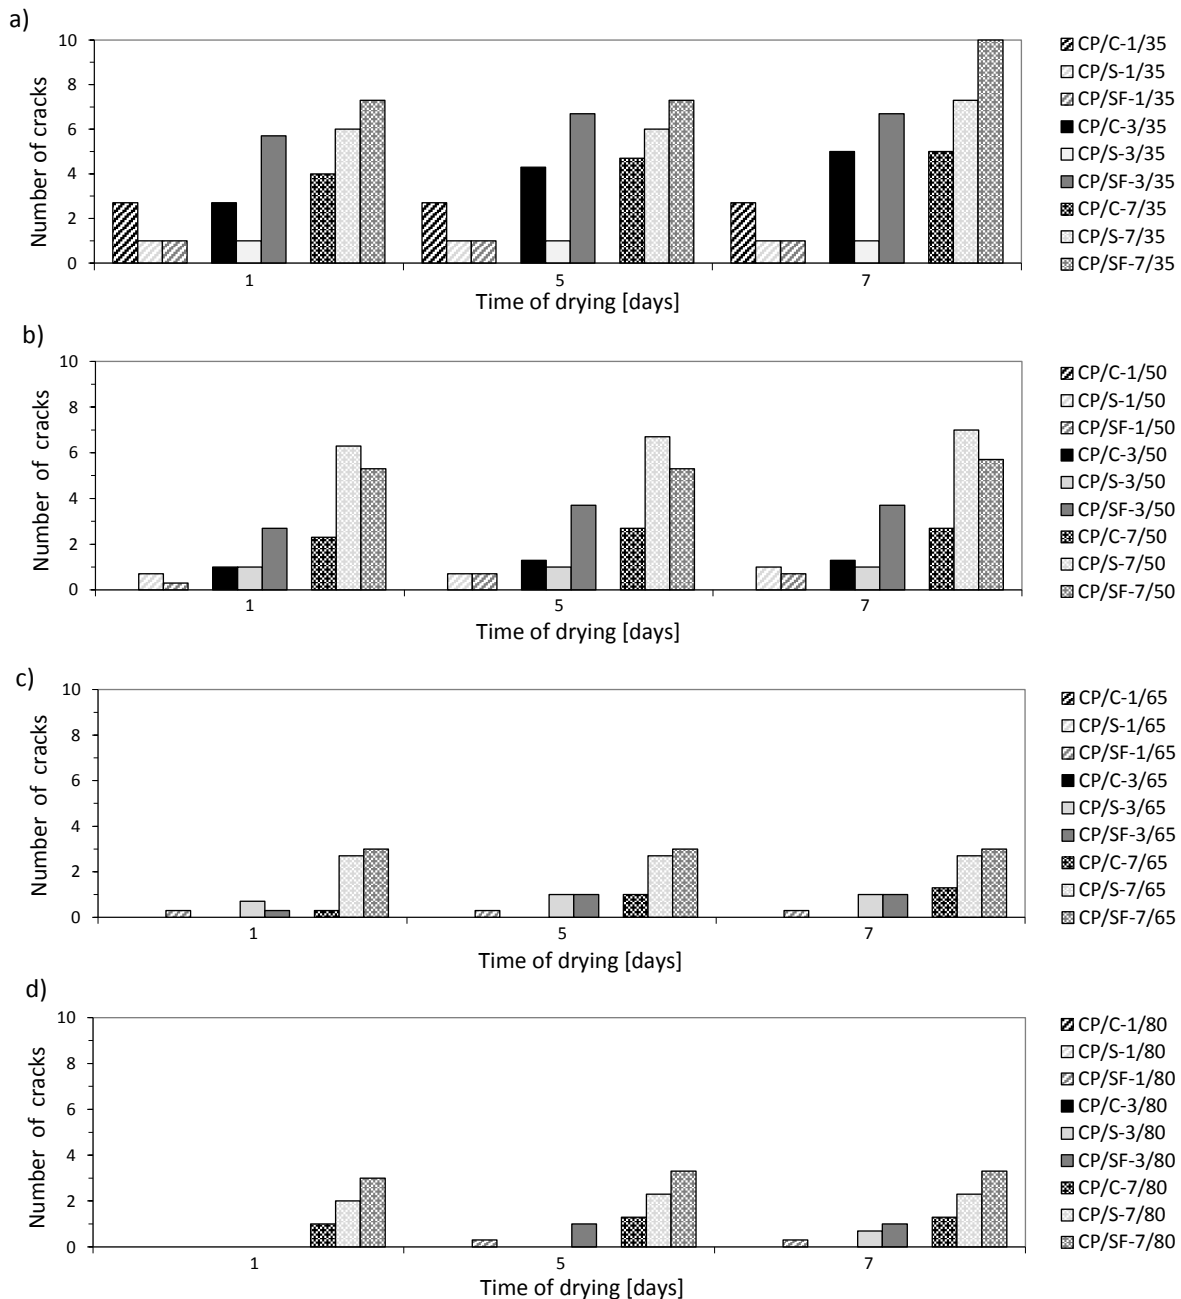 a)
Number of cracks
10
8
6
4
2
0
1
5
7
Time of drying [days]
CP/C-1/35
CP/S-1/35
CP/SF-1/35
CP/C-3/35
CP/S-3/35
CP/SF-3/35
CP/C-7/35
CP/S-7/35
CP/SF-7/35
b)
Number of cracks
10
8
6
4
2
0
1
5
7
Time of drying [days]
CP/C-1/50
CP/S-1/50
CP/SF-1/50
CP/C-3/50
CP/S-3/50
CP/SF-3/50
CP/C-7/50
CP/S-7/50
CP/SF-7/50
c)
Number of cracks
10
8
6
4
2
0
1
5
7
Time of drying [days]
CP/C-1/65
CP/S-1/65
CP/SF-1/65
CP/C-3/65
CP/S-3/65
CP/SF-3/65
CP/C-7/65
CP/S-7/65
CP/SF-7/65
d)
Number of cracks
10
8
6
4
2
0
1
5
7
Time of drying [days]
CP/C-1/80
CP/S-1/80
CP/SF-1/80
CP/C-3/80
CP/S-3/80
CP/SF-3/80
CP/C-7/80
CP/S-7/80
CP/SF-7/80